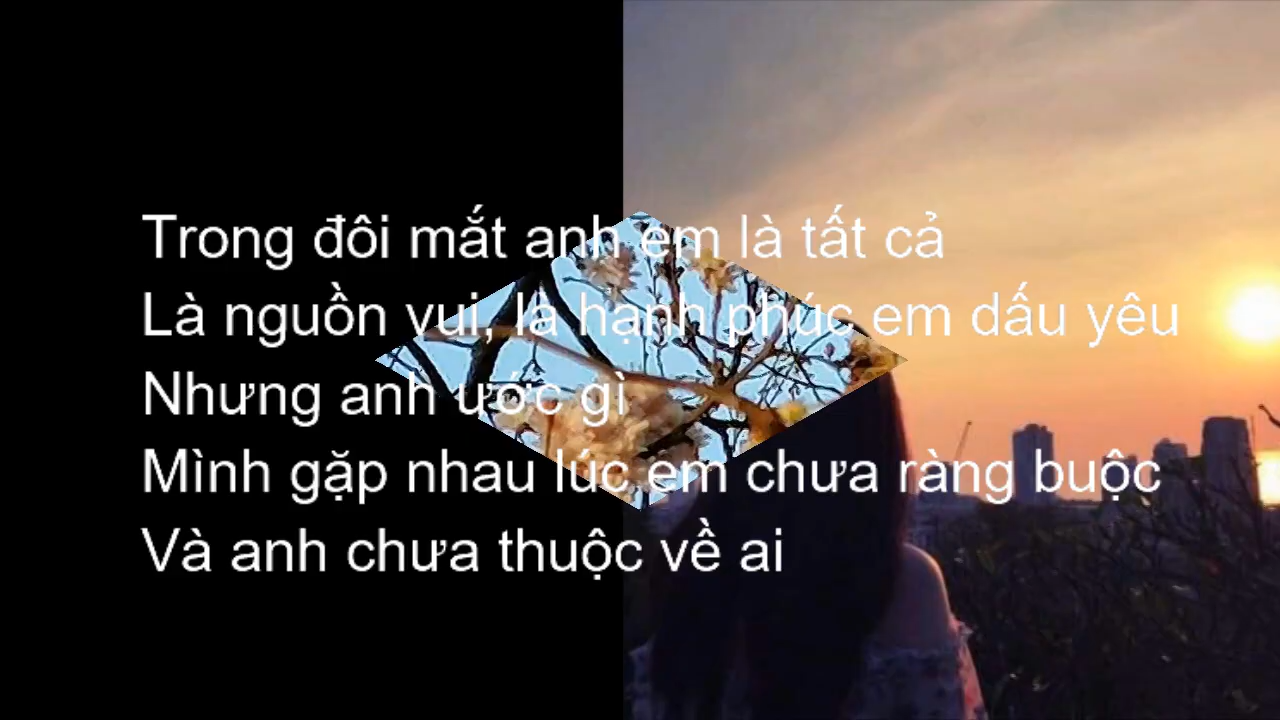 Trong đôi mắt anh em là tất cả
Là nguồn vui, là hạnh phúc em dấu yêu
Nhưng anh ước gì
Mình gặp nhau lúc em chưa ràng buộc
Và anh chưa thuộc về ai